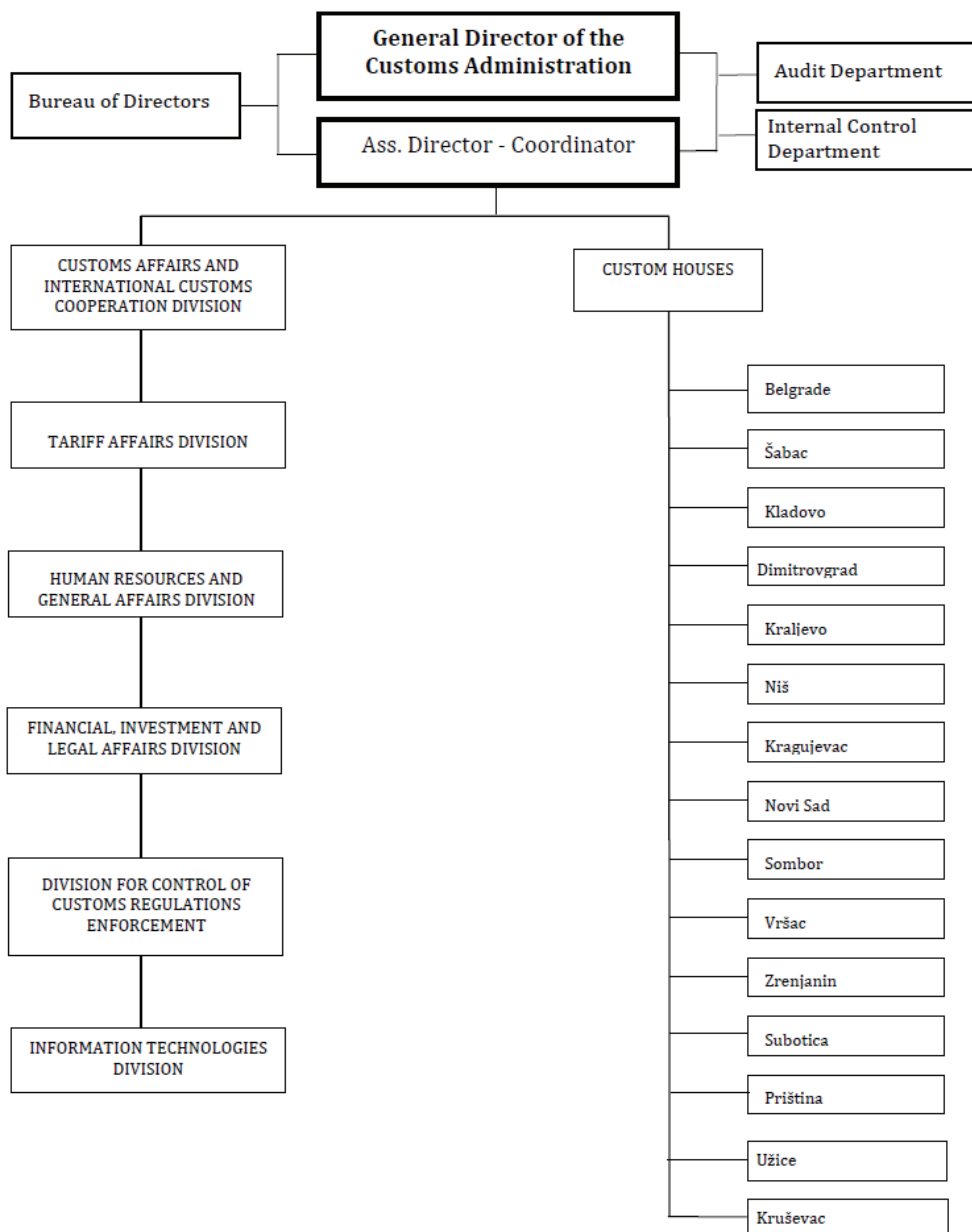 General Director of the
Customs Administration
Bureau of Directors
Audit Department
Ass. Director - Coordinator
Internal Control
Department
CUSTOMS AFFAIRS AND
INTERNATIONAL CUSTOMS
COOPERATION DIVISION
TARIFF AFFAIRS DIVISION
HUMAN RESOURCES AND
GENERAL AFFAIRS DIVISION
FINANCIAL, INVESTMENT AND
LEGAL AFFAIRS DIVISION
DIVISION FOR CONTROL OF
CUSTOMS REGULATIONS
ENFORCEMENT
INFORMATION TECHNOLOGIES
DIVISION
CUSTOM HOUSES
Belgrade
Šabac
Kladovo
Dimitrovgrad
Kraljevo
Niš
Kragujevac
Novi Sad
Sombor
Vršac
Zrenjanin
Subotica
Priština
Užice
Kruševac